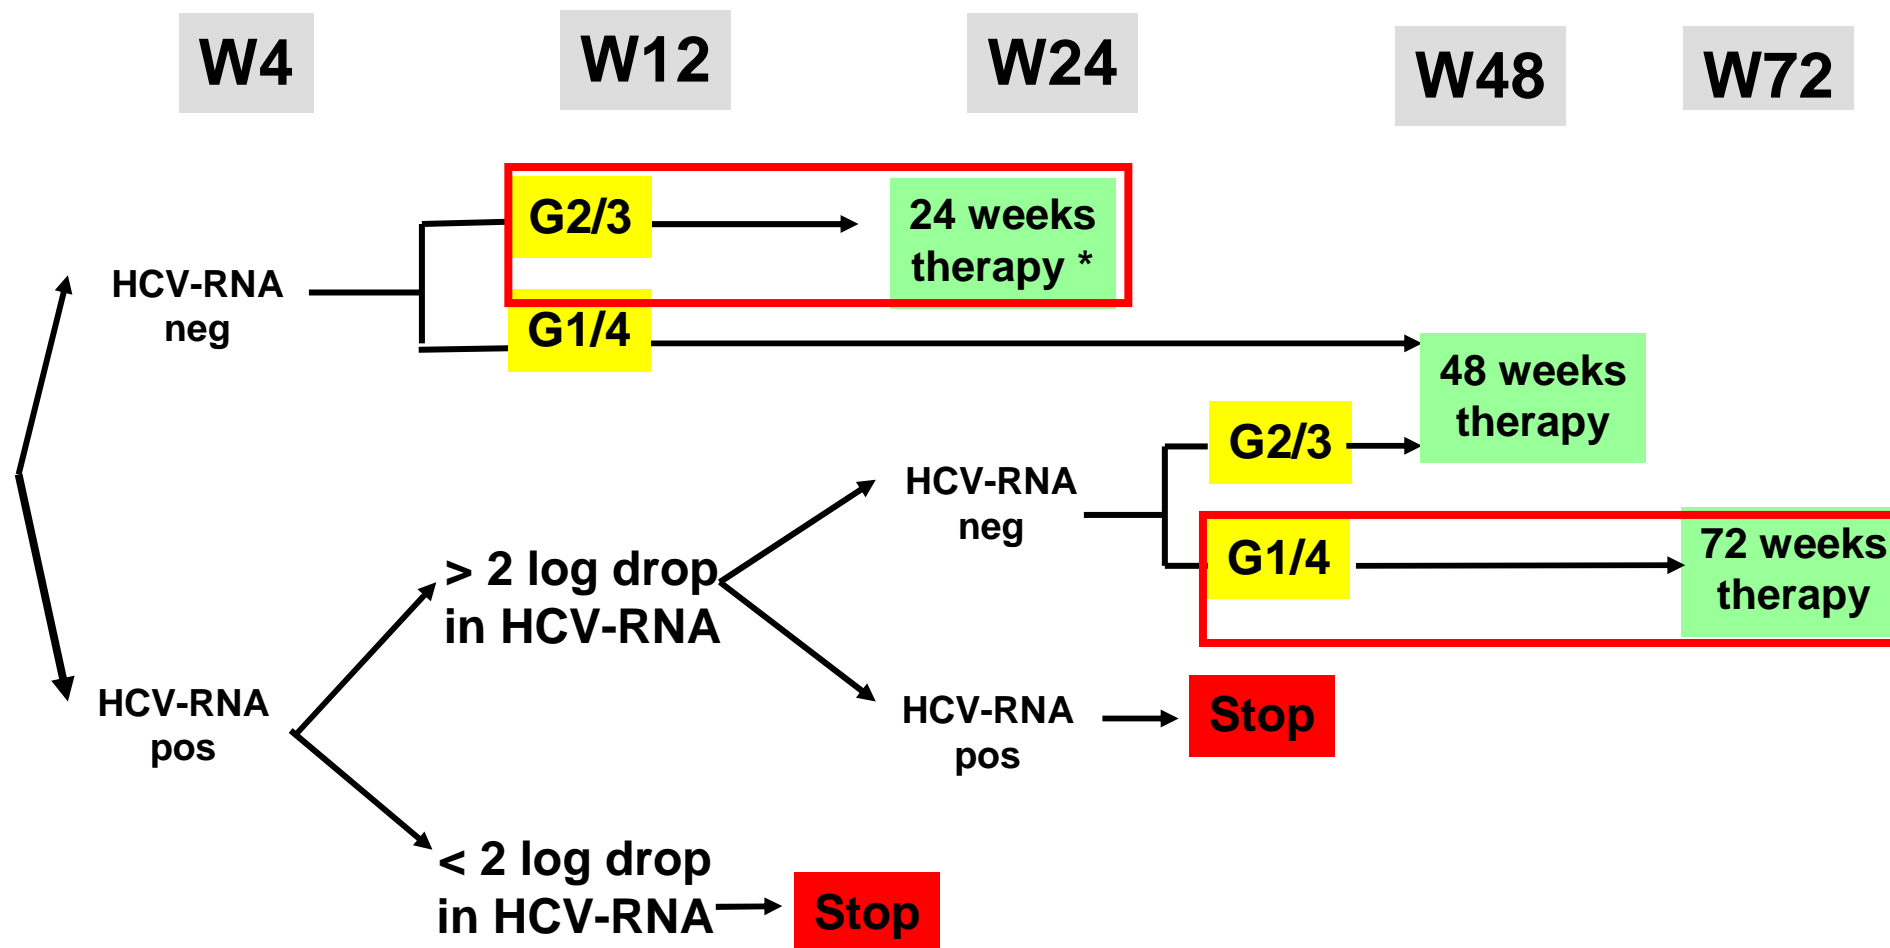 W4
W12
W24
W48
W72
G2/3
24 weeks
therapy *
HCV-RNA
neg
G1/4
48 weeks
therapy
G2/3
HCV-RNA
neg
G1/4
72 weeks
therapy
> 2 log drop
in HCV-RNA
HCV-RNA
pos
HCV-RNA
pos
Stop
< 2 log drop
in HCV-RNA
Stop